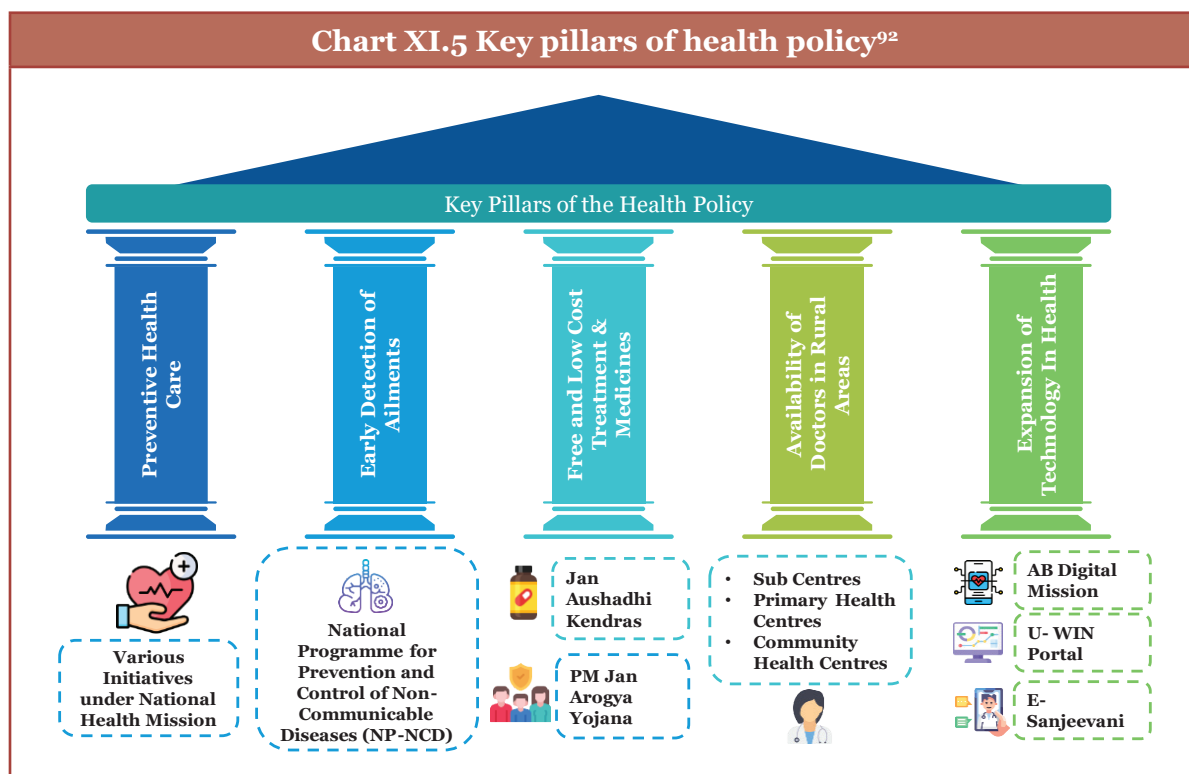 Chart XI.5 Key pillars of health policy⁹²
Key Pillars of the Health Policy
Preventive Health
Care
Early Detection of
Ailments
Free and Low Cost
Treatment &
Medicines
Availability of
Doctors in Rural
Areas
Expansion of
Technology In Health
Various
Initiatives
under National
Health Mission
National
Programme for
Prevention and
Control of Non-
Communicable
Diseases (NP-NCD)
Jan
Aushadhi
Kendras
PM Jan
Arogya
Yojana
• Sub Centres
• Primary Health
Centres
• Community
Health Centres
AB Digital
Mission
U- WIN
Portal
E-
Sanjeevani